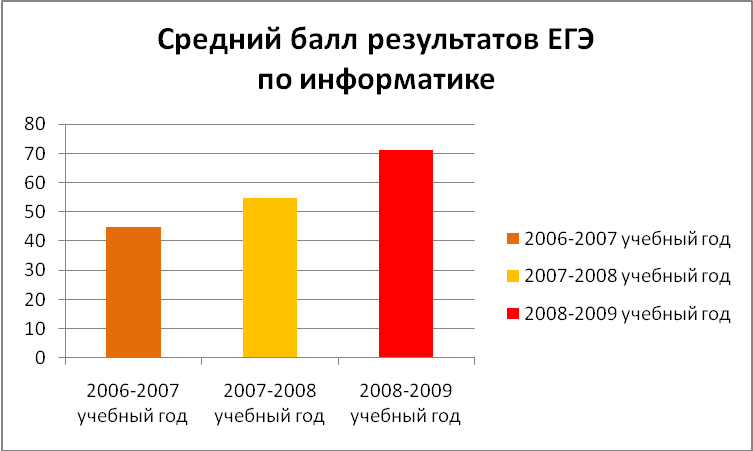 Средний балл результатов ЕГЭ
по информатике
80
70
60
50
40
30
20
10
0
2006-2007
учебный год
2007-2008
учебный год
2008-2009
учебный год
2006-2007 учебный год
2007-2008 учебный год
2008-2009 учебный год